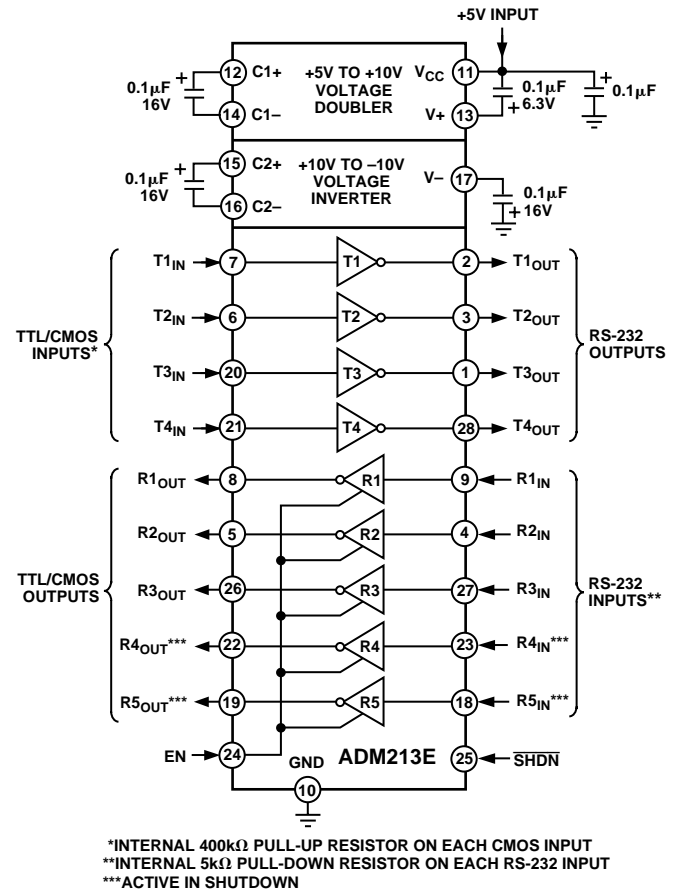 +5V INPUT
0.1µF
16V
+
12 C1+
14 C1–
+5V TO +10V
VOLTAGE
DOUBLER
VCC 11
V+ 13
+
0.1µF
6.3V
+
0.1µF
+
0.1µF
16V
15 C2+
16 C2–
+10V TO –10V
VOLTAGE
INVERTER
V– 17
0.1µF
+ 16V
TTL/CMOS
INPUTS*
T1IN 7 T1 2 T1OUT
T2IN 6 T2 3 T2OUT
T3IN 20 T3 1 T3OUT
T4IN 21 T4 28 T4OUT
RS-232
OUTPUTS
TTL/CMOS
OUTPUTS
R1OUT 8 R1 9 R1IN
R2OUT 5 R2 4 R2IN
R3OUT 26 R3 27 R3IN
R4OUT*** 22 R4 23 R4IN***
R5OUT*** 19 R5 18 R5IN***
RS-232
INPUTS**
EN 24 GND ADM213E 25 SHDN
10
*INTERNAL 400kΩ PULL-UP RESISTOR ON EACH CMOS INPUT
**INTERNAL 5kΩ PULL-DOWN RESISTOR ON EACH RS-232 INPUT
***ACTIVE IN SHUTDOWN